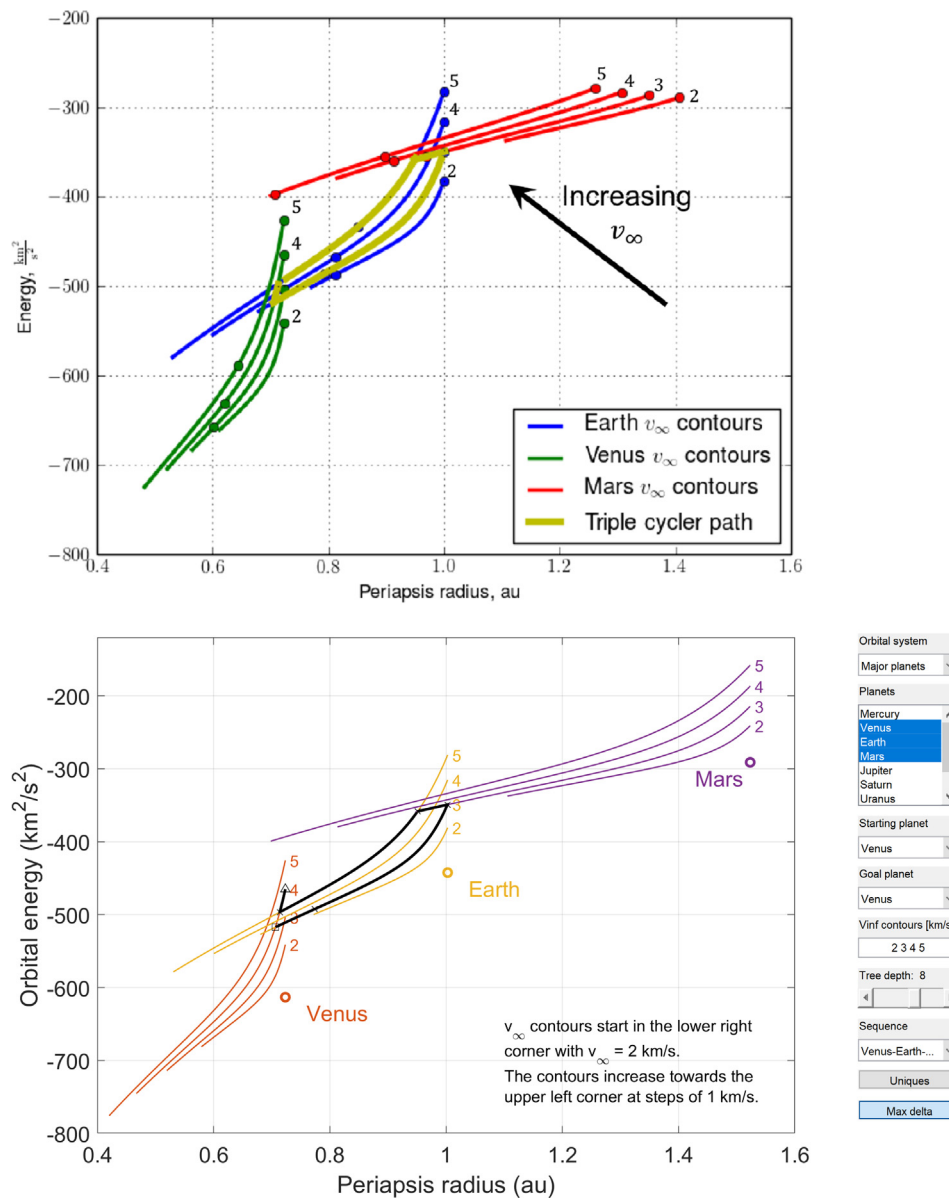 −200
−300
−400
−500
−600
−700
−800
Energy, km²/s²
5
4
2
5
4
3
2
5
4
2
Increasing
v∞
Earth v∞ contours
Venus v∞ contours
Mars v∞ contours
Triple cycler path
0.4 0.6 0.8 1.0 1.2 1.4 1.6
Periapsis radius, au
-200
-300
-400
-500
-600
-700
-800
Orbital energy (km²/s²)
5
4
3
2
Mars
5
4
3
2
Earth
5
4
3
2
Venus
v∞ contours start in the lower right
corner with v∞ = 2 km/s.
The contours increase towards the
upper left corner at steps of 1 km/s.
0.4 0.6 0.8 1 1.2 1.4 1.6
Periapsis radius (au)
Orbital system
Major planets
Planets
Mercury
Venus
Earth
Mars
Jupiter
Saturn
Uranus
Starting planet
Venus
Goal planet
Venus
Vinf contours [km/s
2 3 4 5
Tree depth: 8
Sequence
Venus-Earth-...
Uniques
Max delta